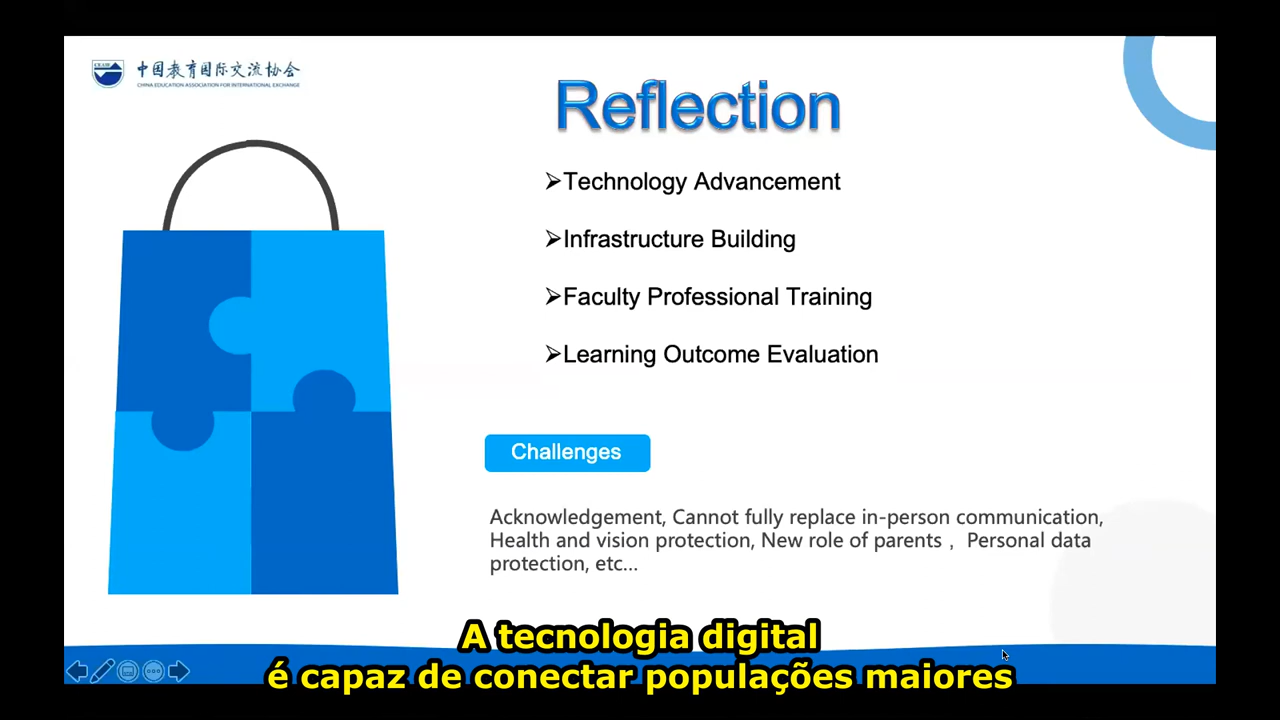 中国教育国际交流协会
CHINA EDUCATION ASSOCIATION FOR INTERNATIONAL EXCHANGE
Reflection
➢Technology Advancement
➢Infrastructure Building
➢Faculty Professional Training
➢Learning Outcome Evaluation
Challenges
Acknowledgement, Cannot fully replace in-person communication,
Health and vision protection, New role of parents ，Personal data
protection, etc...
A tecnologia digital
é capaz de conectar populações maiores